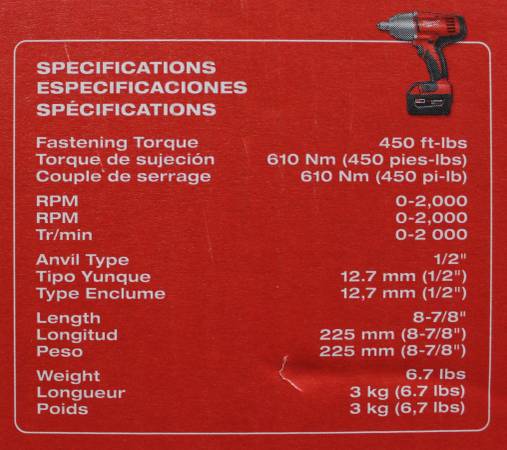 SPECIFICATIONS
ESPECIFICACIONES
SPÉCIFICATIONS
Fastening Torque 450 ft-lbs
Torque de sujeción 610 Nm (450 pies-lbs)
Couple de serrage 610 Nm (450 pi-lb)
RPM 0-2,000
RPM 0-2,000
Tr/min 0-2 000
Anvil Type 1/2"
Tipo Yunque 12.7 mm (1/2")
Type Enclume 12,7 mm (1/2")
Length 8-7/8"
Longitud 225 mm (8-7/8")
Peso 225 mm (8-7/8")
Weight 6.7 lbs
Longueur 3 kg (6.7 lbs)
Poids 3 kg (6,7 lbs)